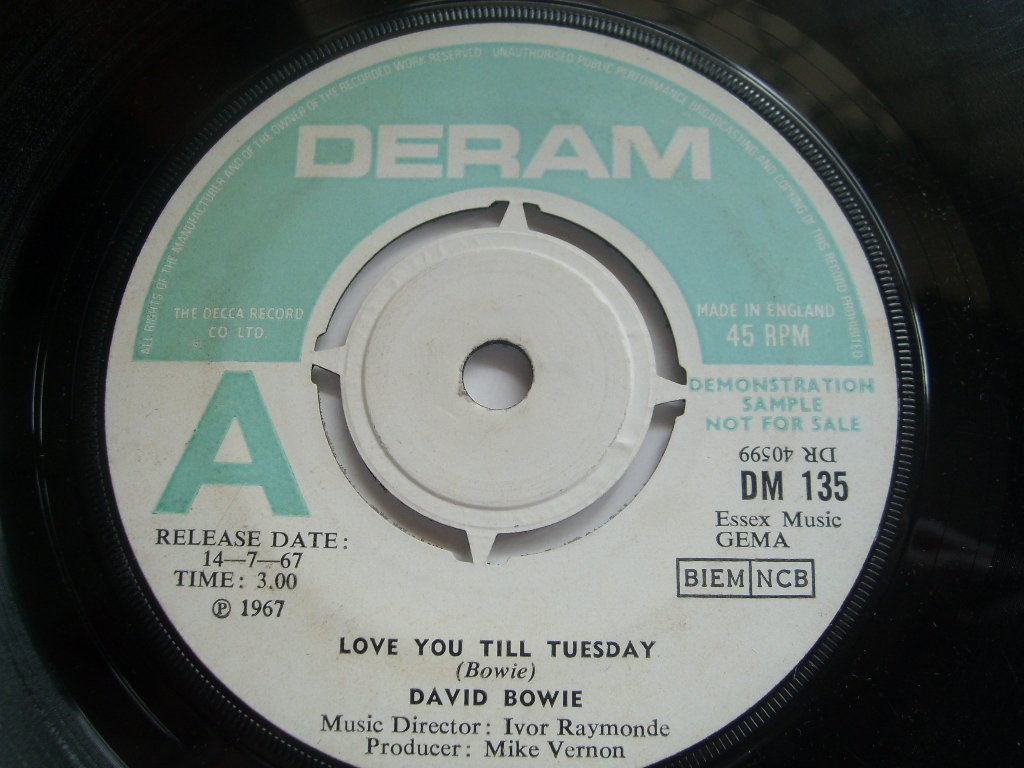 ALL RIGHTS OF THE MANUFACTURER AND OF THE OWNER OF THE RECORDED WORK RESERVED UNAUTHORISED PUBLIC PERFORMANCE BROADCASTING AND COPYING OF THIS RECORD PROHIBITED
DERAM
THE DECCA RECORD
CO. LTD.
MADE IN ENGLAND
45 RPM
A
DEMONSTRATION
SAMPLE
NOT FOR SALE
DR 40599
DM 135
Essex Music
GEMA
BIEM NCB
RELEASE DATE:
14—7—67
TIME: 3.00
℗ 1967
LOVE YOU TILL TUESDAY
(Bowie)
DAVID BOWIE
Music Director: Ivor Raymonde
Producer: Mike Vernon